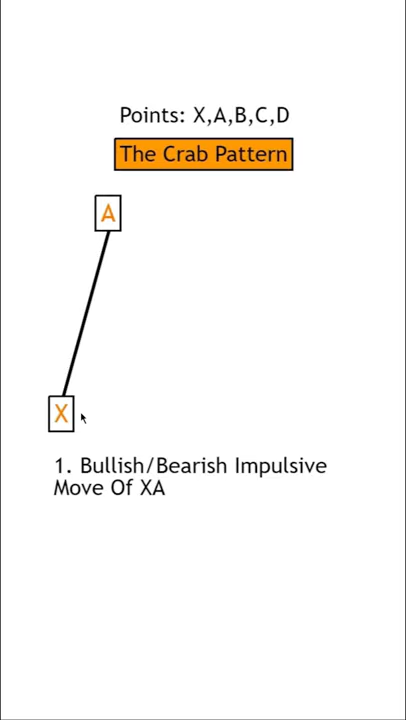 Points: X,A,B,C,D
The Crab Pattern
A
X
1. Bullish/Bearish Impulsive
Move Of XA